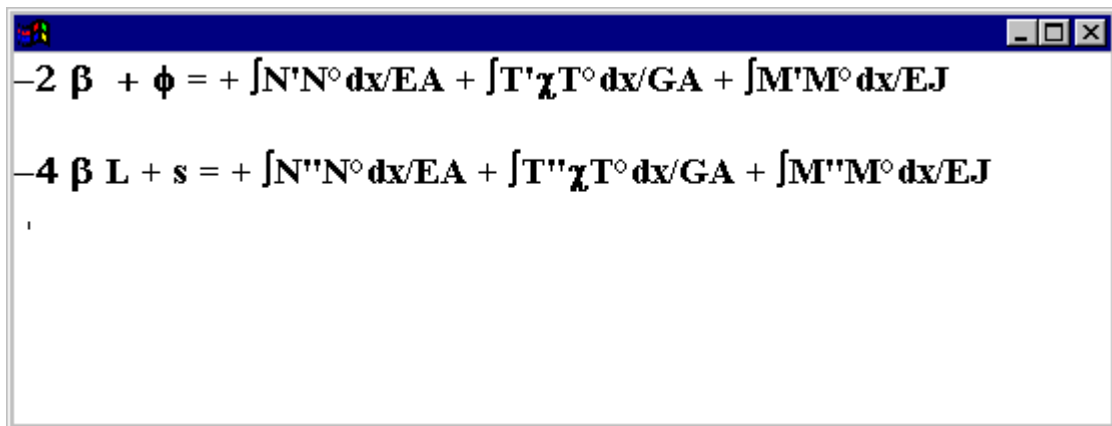 −2 β + ϕ = + ∫N'N° dx/EA + ∫T'χT° dx/GA + ∫M'M° dx/EJ
−4 β L + s = + ∫N''N° dx/EA + ∫T''χT° dx/GA + ∫M''M° dx/EJ